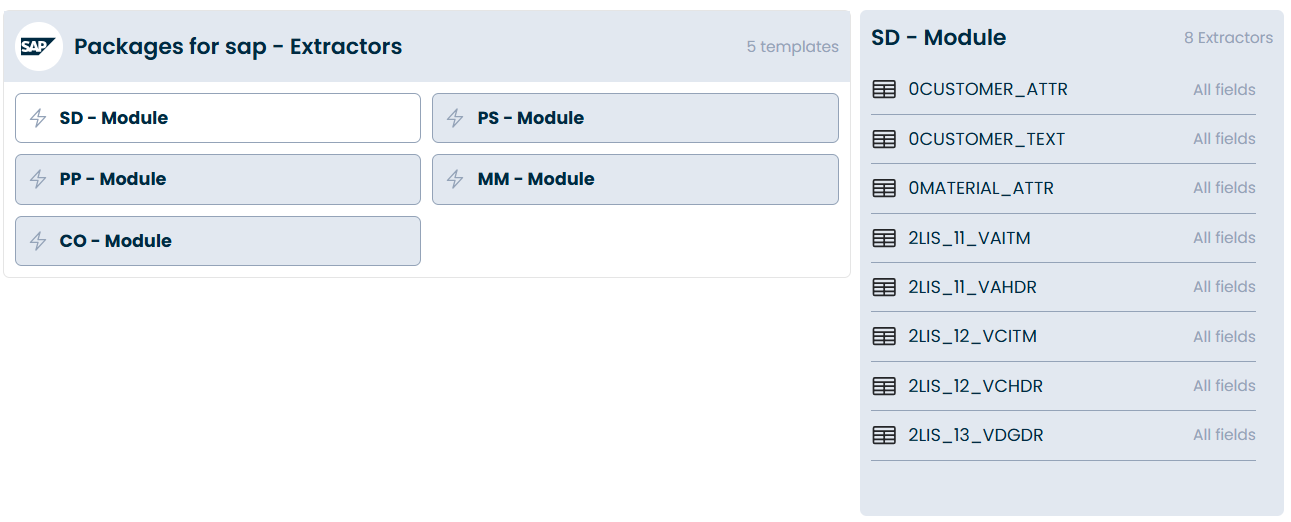 SAP
Packages for sap - Extractors
5 templates
SD - Module
PS - Module
PP - Module
MM - Module
CO - Module
SD - Module
8 Extractors
0CUSTOMER_ATTR
All fields
0CUSTOMER_TEXT
All fields
0MATERIAL_ATTR
All fields
2LIS_11_VAITM
All fields
2LIS_11_VAHDR
All fields
2LIS_12_VCITM
All fields
2LIS_12_VCHDR
All fields
2LIS_13_VDGDR
All fields